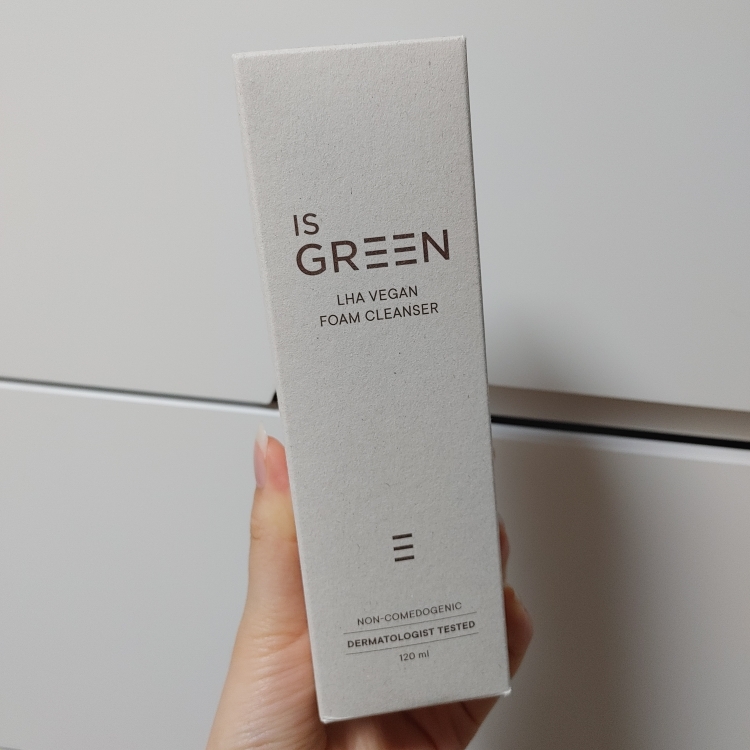 IS
GREEN
LHA VEGAN
FOAM CLEANSER
NON-COMEDOGENIC
DERMATOLOGIST TESTED
120 ml